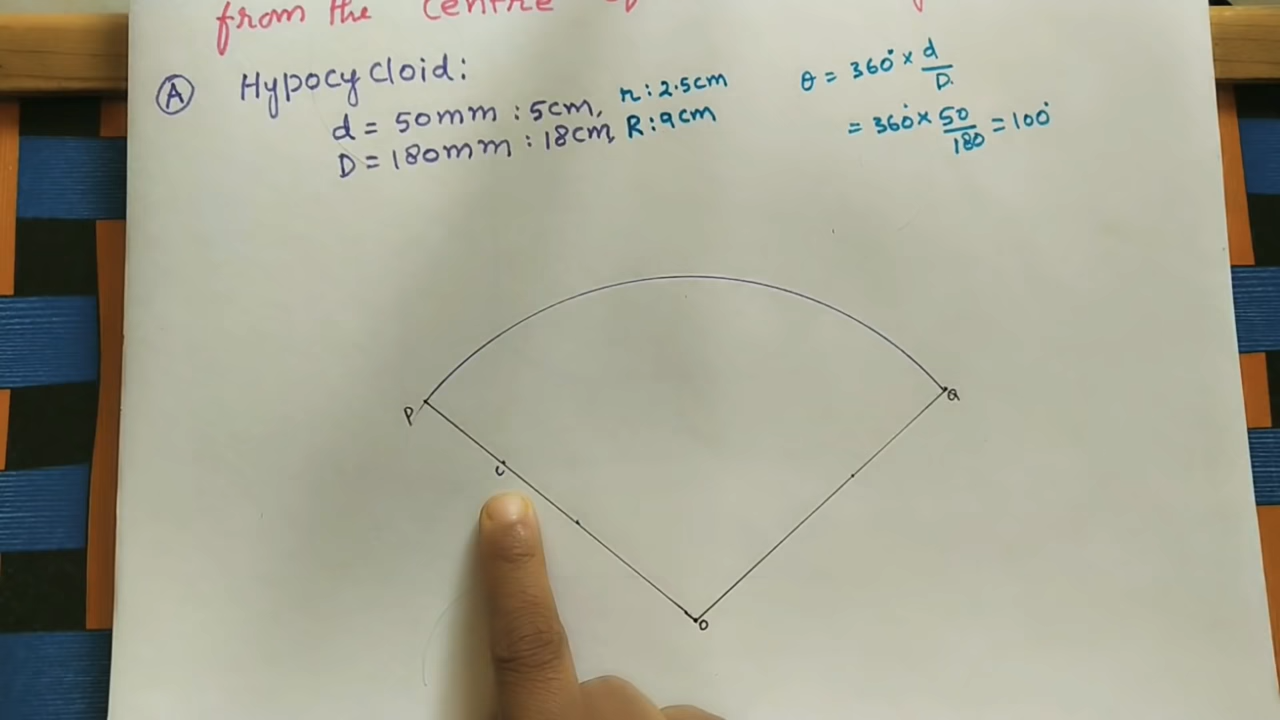 from the centre
A Hypocycloid:
d = 50mm : 5cm, r : 2.5cm
D = 180mm : 18cm R : 9cm
θ = 360° × d/D.
= 360° × 50/180 = 100°
P
Q
C
O